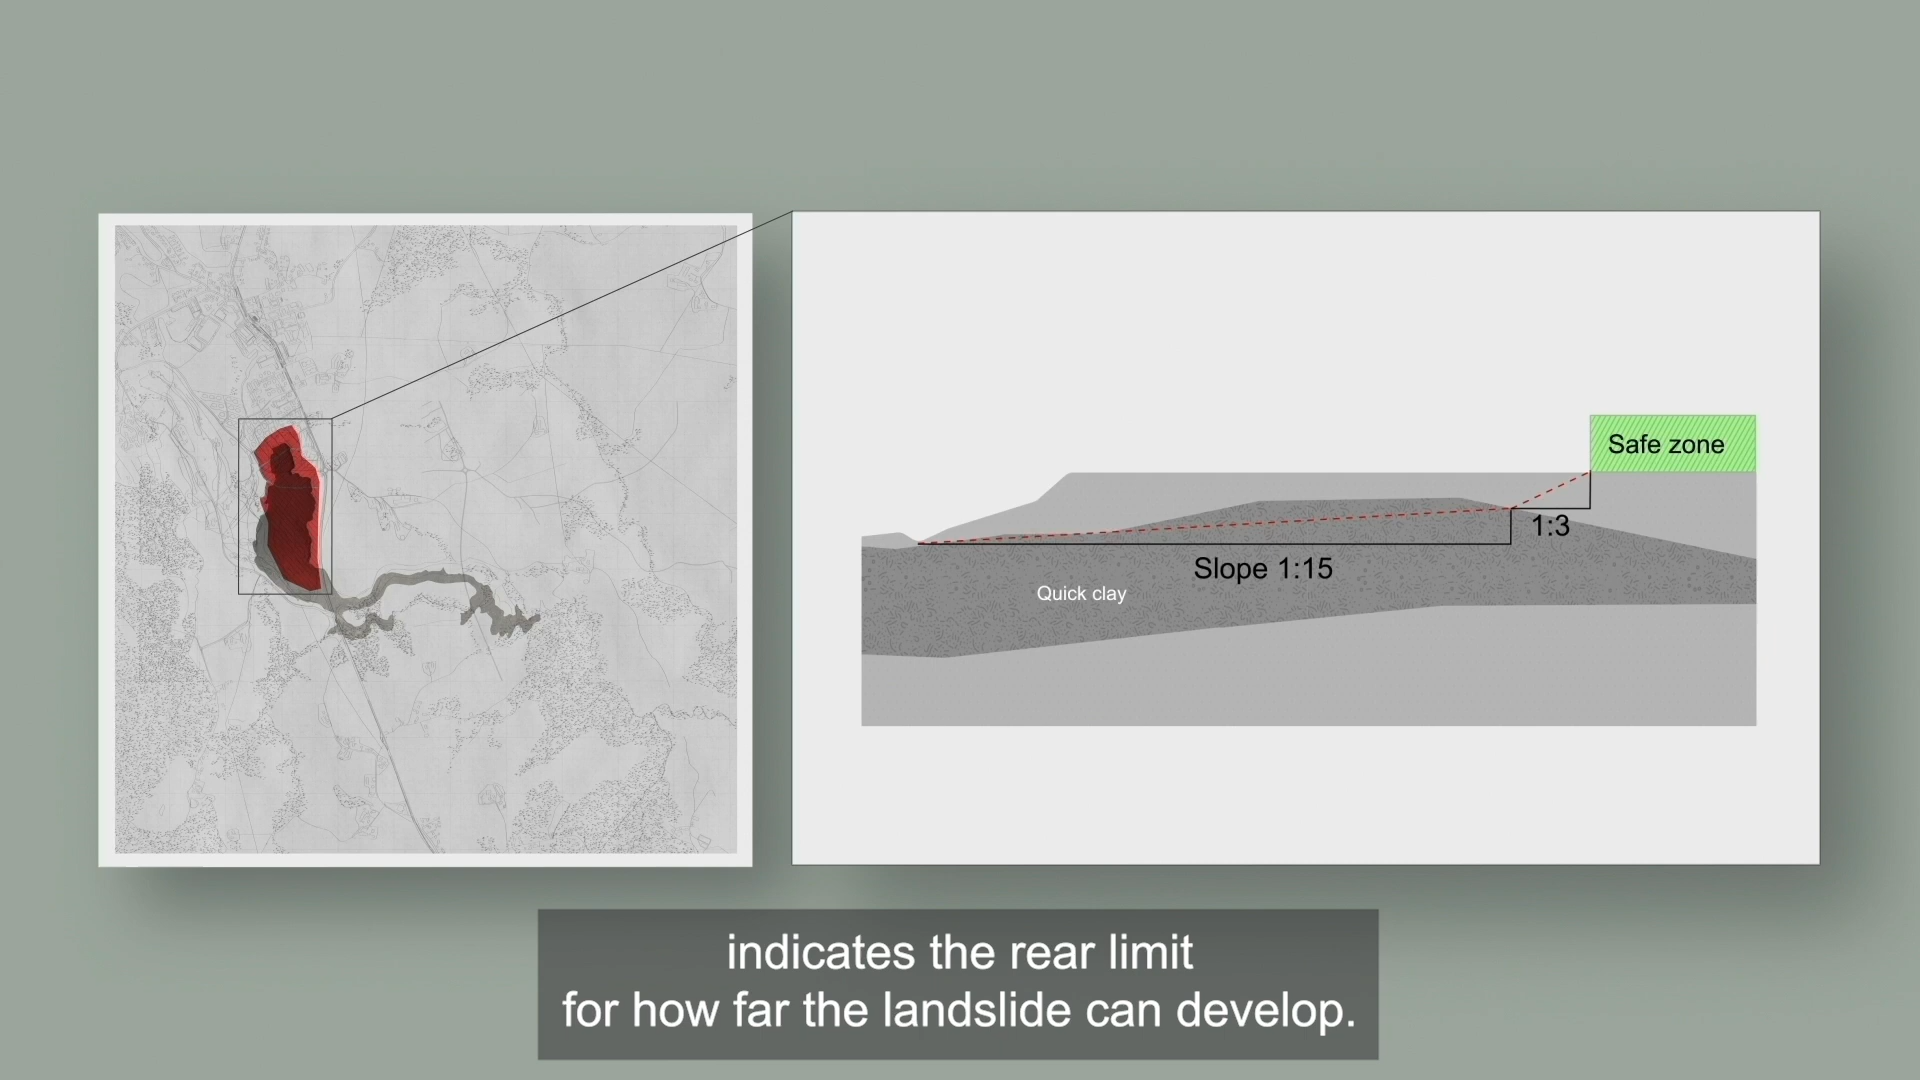 Safe zone
1:3
Slope 1:15
Quick clay
indicates the rear limit
for how far the landslide can develop.